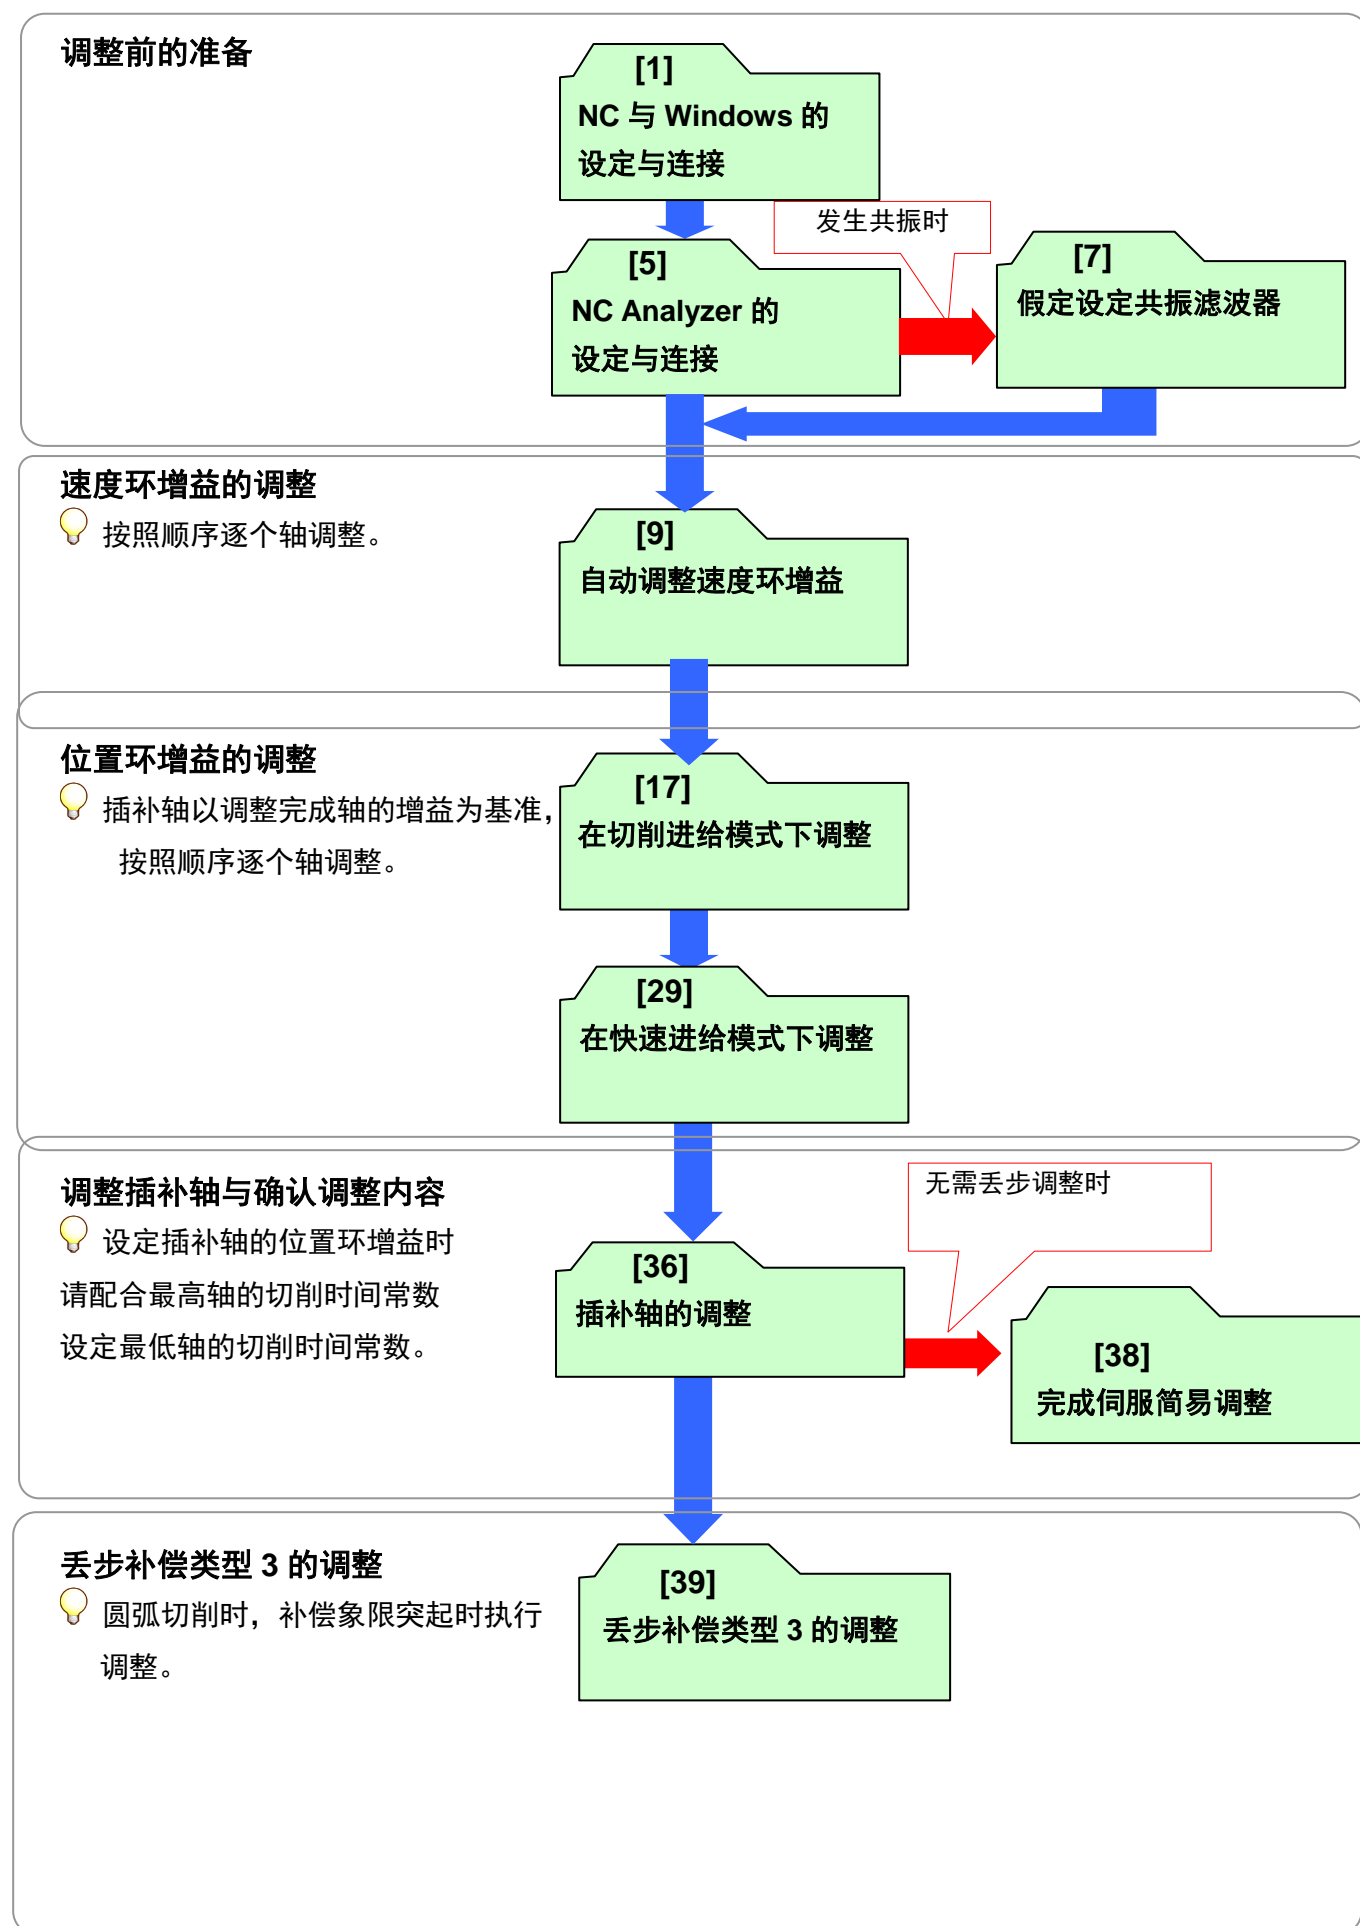 调整前的准备
[1]
NC 与 Windows 的
设定与连接
发生共振时
[5]
NC Analyzer 的
设定与连接
[7]
假定设定共振滤波器
速度环增益的调整
按照顺序逐个轴调整。
[9]
自动调整速度环增益
位置环增益的调整
插补轴以调整完成轴的增益为基准，
按照顺序逐个轴调整。
[17]
在切削进给模式下调整
[29]
在快速进给模式下调整
调整插补轴与确认调整内容
设定插补轴的位置环增益时
请配合最高轴的切削时间常数
设定最低轴的切削时间常数。
[36]
插补轴的调整
无需丢步调整时
[38]
完成伺服简易调整
丢步补偿类型 3 的调整
圆弧切削时，补偿象限突起时执行
调整。
[39]
丢步补偿类型 3 的调整